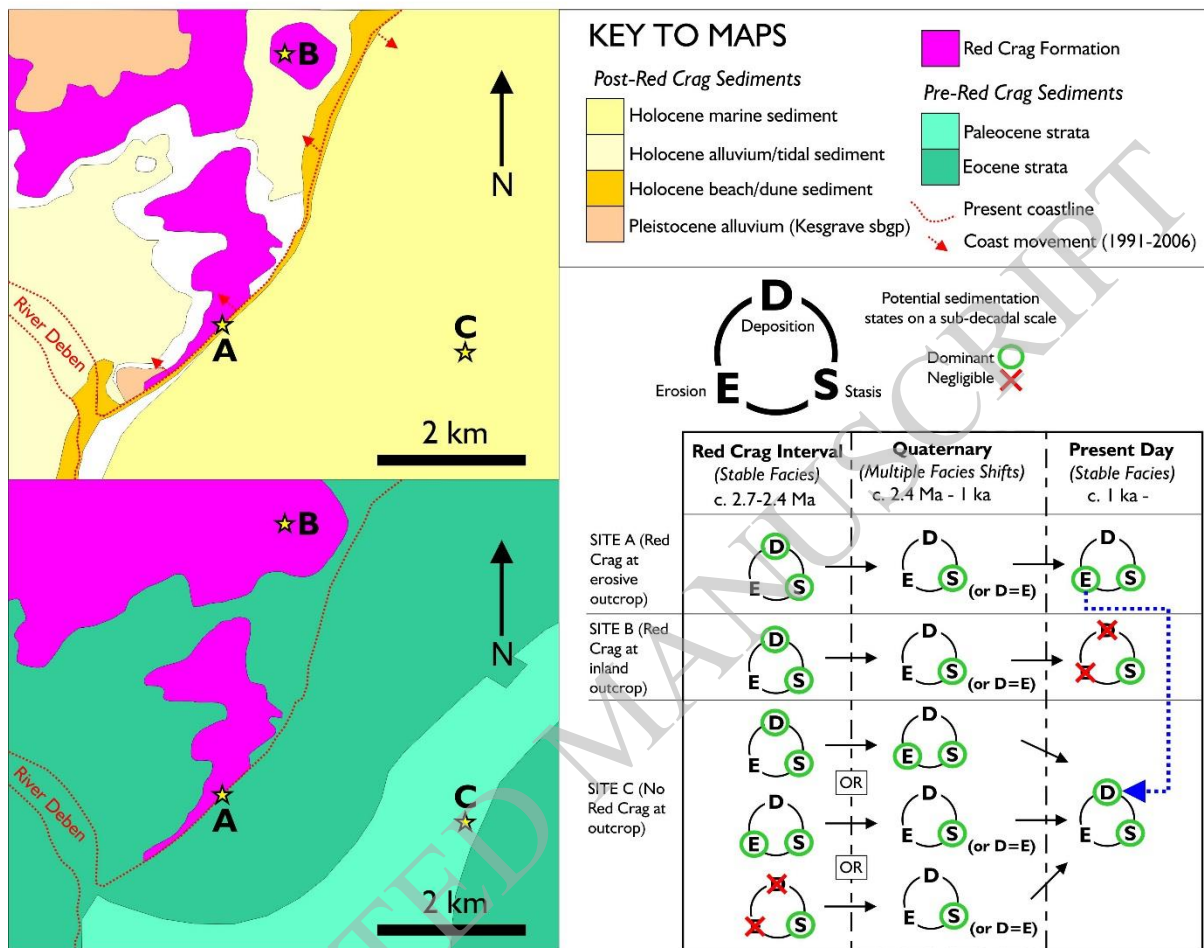 B
N
River Deben
A
C
2 km
B
N
River Deben
A
C
2 km
KEY TO MAPS
Post-Red Crag Sediments
Holocene marine sediment
Holocene alluvium/tidal sediment
Holocene beach/dune sediment
Pleistocene alluvium (Kesgrave sbgp)
Red Crag Formation
Pre-Red Crag Sediments
Paleocene strata
Eocene strata
Present coastline
Coast movement (1991-2006)
D
Deposition
Erosion E S Stasis
Potential sedimentation
states on a sub-decadal scale
Dominant
Negligible
Red Crag Interval
(Stable Facies)
c. 2.7-2.4 Ma
Quaternary
(Multiple Facies Shifts)
c. 2.4 Ma - 1 ka
Present Day
(Stable Facies)
c. 1 ka -
SITE A (Red
Crag at
erosive
outcrop)
D
E S
D
E S (or D=E)
D
E S
SITE B (Red
Crag at
inland
outcrop)
D
E S
D
E S (or D=E)
S
SITE C (No
Red Crag at
outcrop)
D
E S
D
E S
OR
D
E S
D
E S (or D=E)
D
E S
OR
S
D
E S (or D=E)
TED MANUSCRIPT